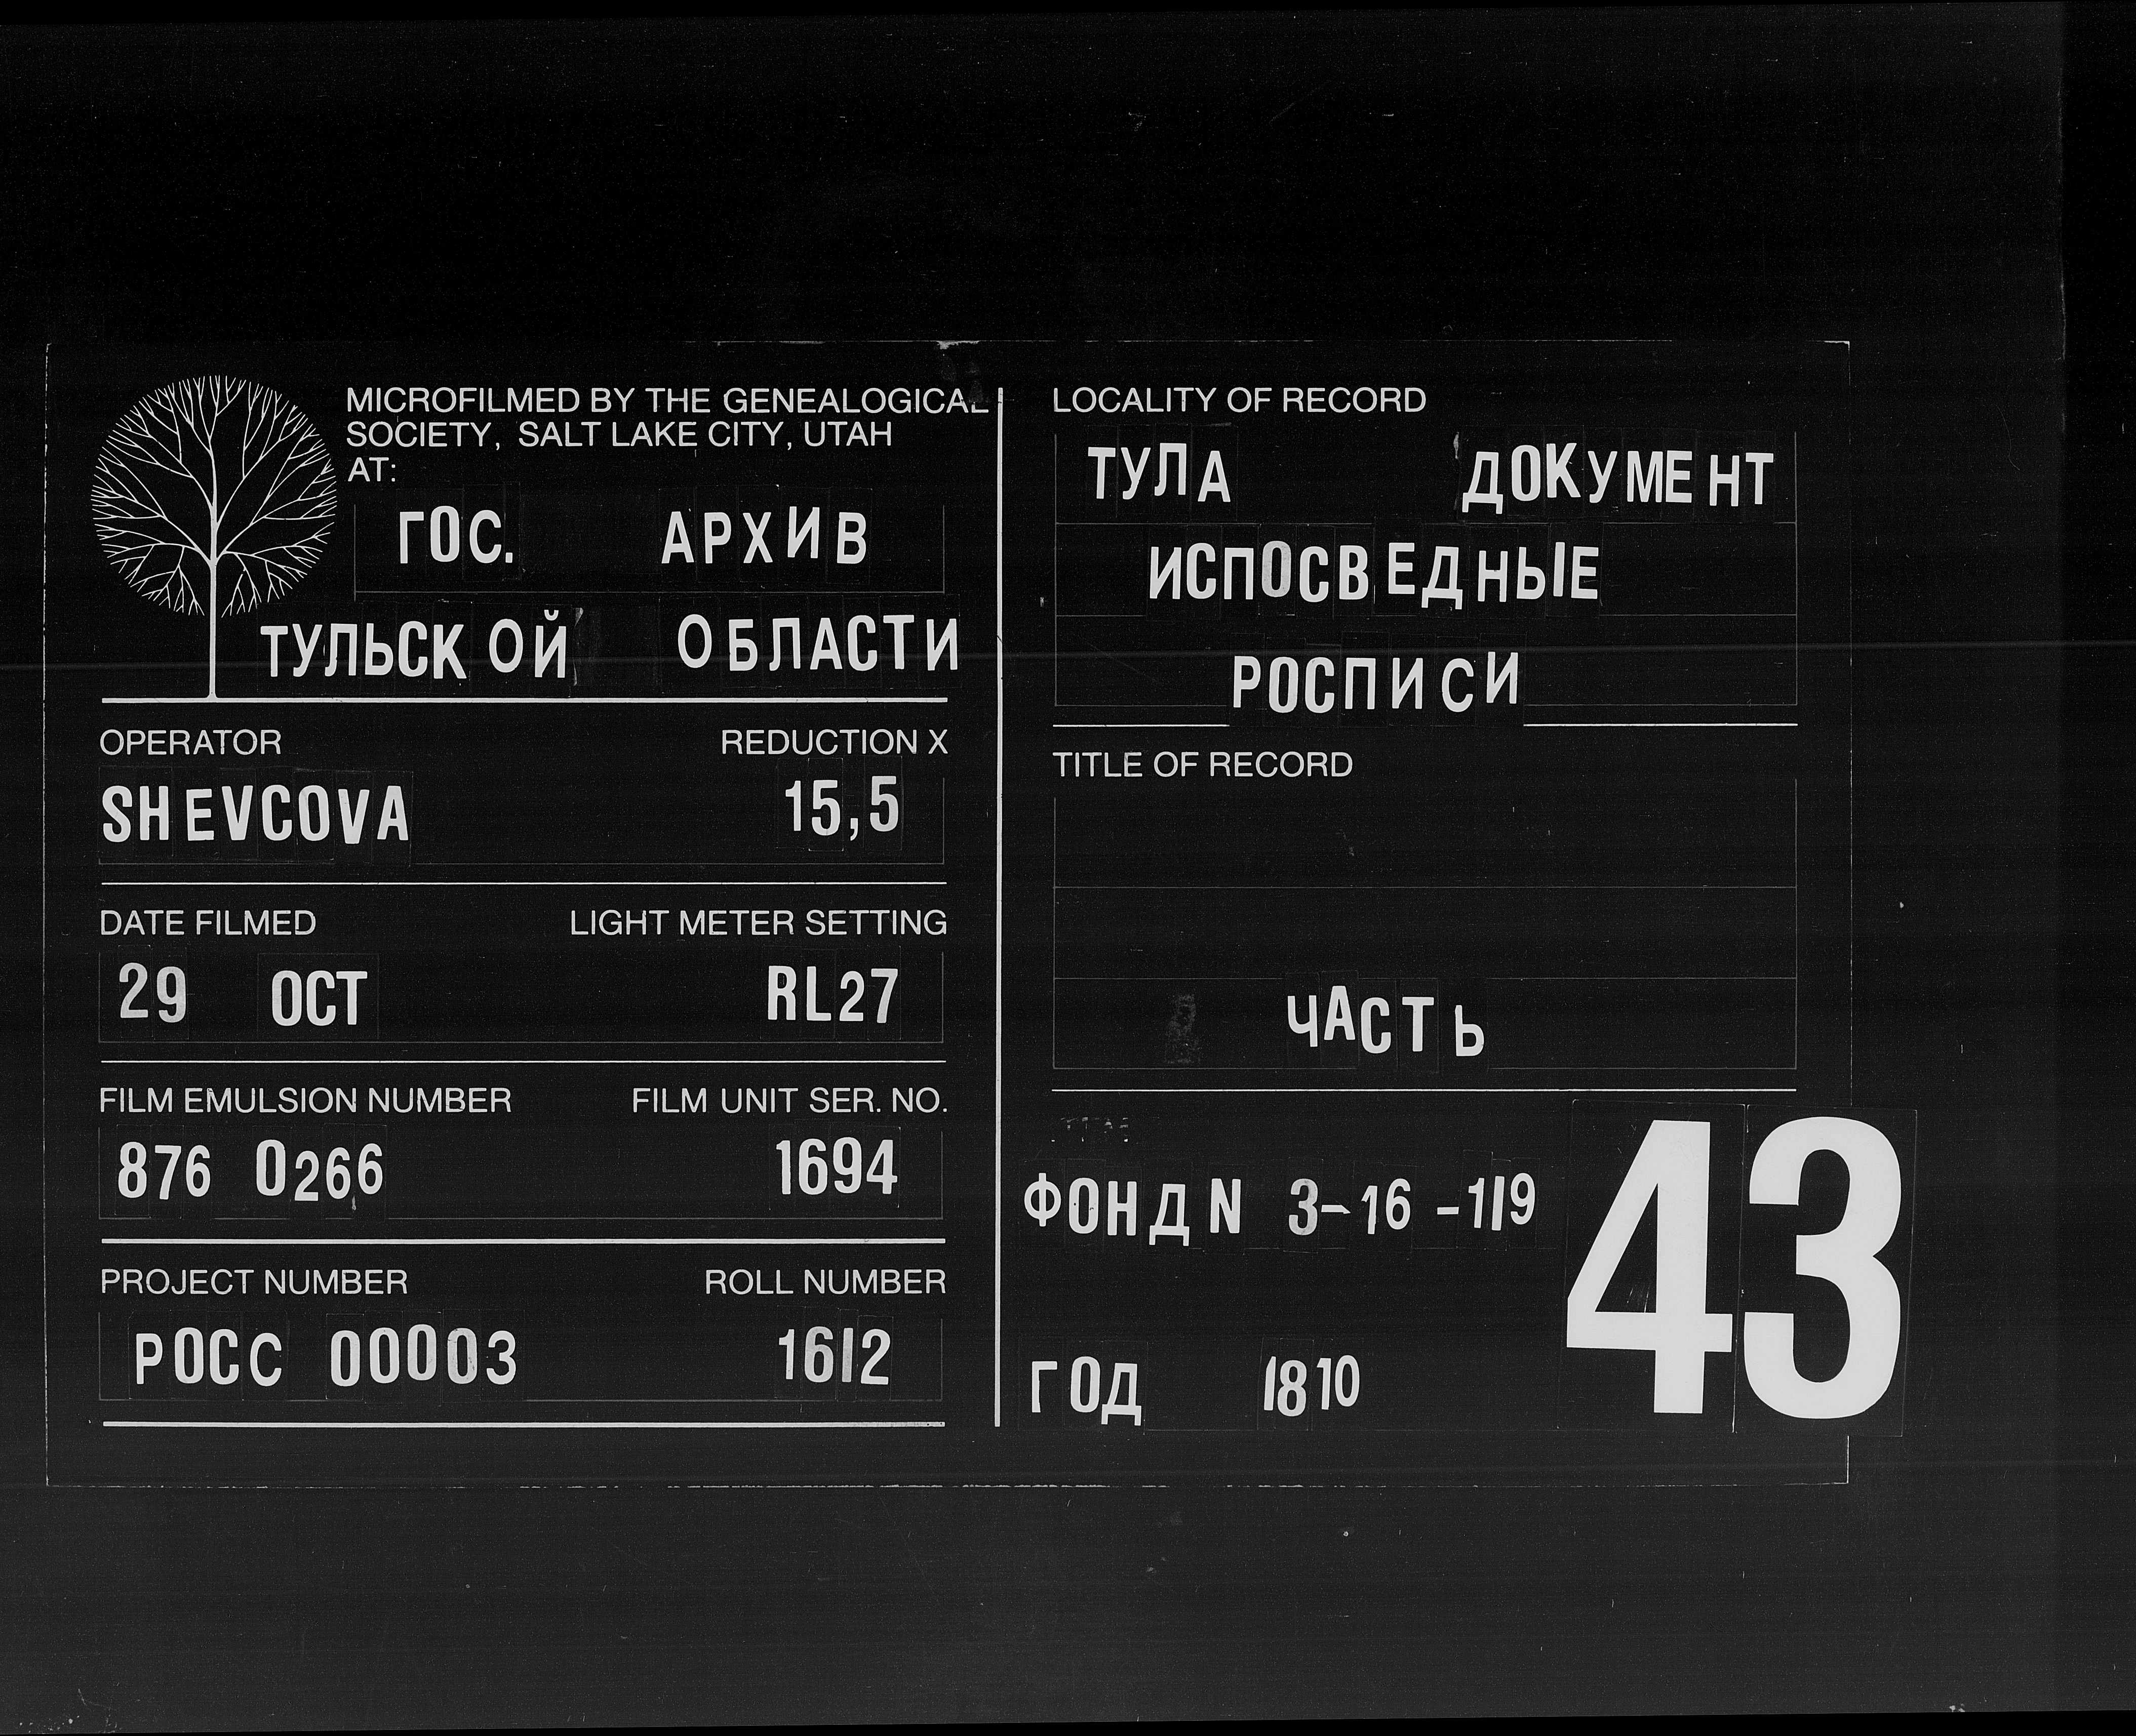 MICROFILMED BY THE GENEALOGICAL
SOCIETY, SALT LAKE CITY, UTAH
AT:
ГОС. АРХИВ
ТУЛЬСКОЙ ОБЛАСТИ
OPERATOR REDUCTION X
SHEVCOVA 15,5
DATE FILMED LIGHT METER SETTING
29 OCT RL27
FILM EMULSION NUMBER FILM UNIT SER. NO.
876 0266 1694
PROJECT NUMBER ROLL NUMBER
РОСС 00003 1612
LOCALITY OF RECORD
ТУЛА ДОКУМЕНТ
ИСПОСВЕДНЫЕ
РОСПИСИ
TITLE OF RECORD
ЧАСТЬ
ФОНД N 3-16-119
ГОД 1810
43